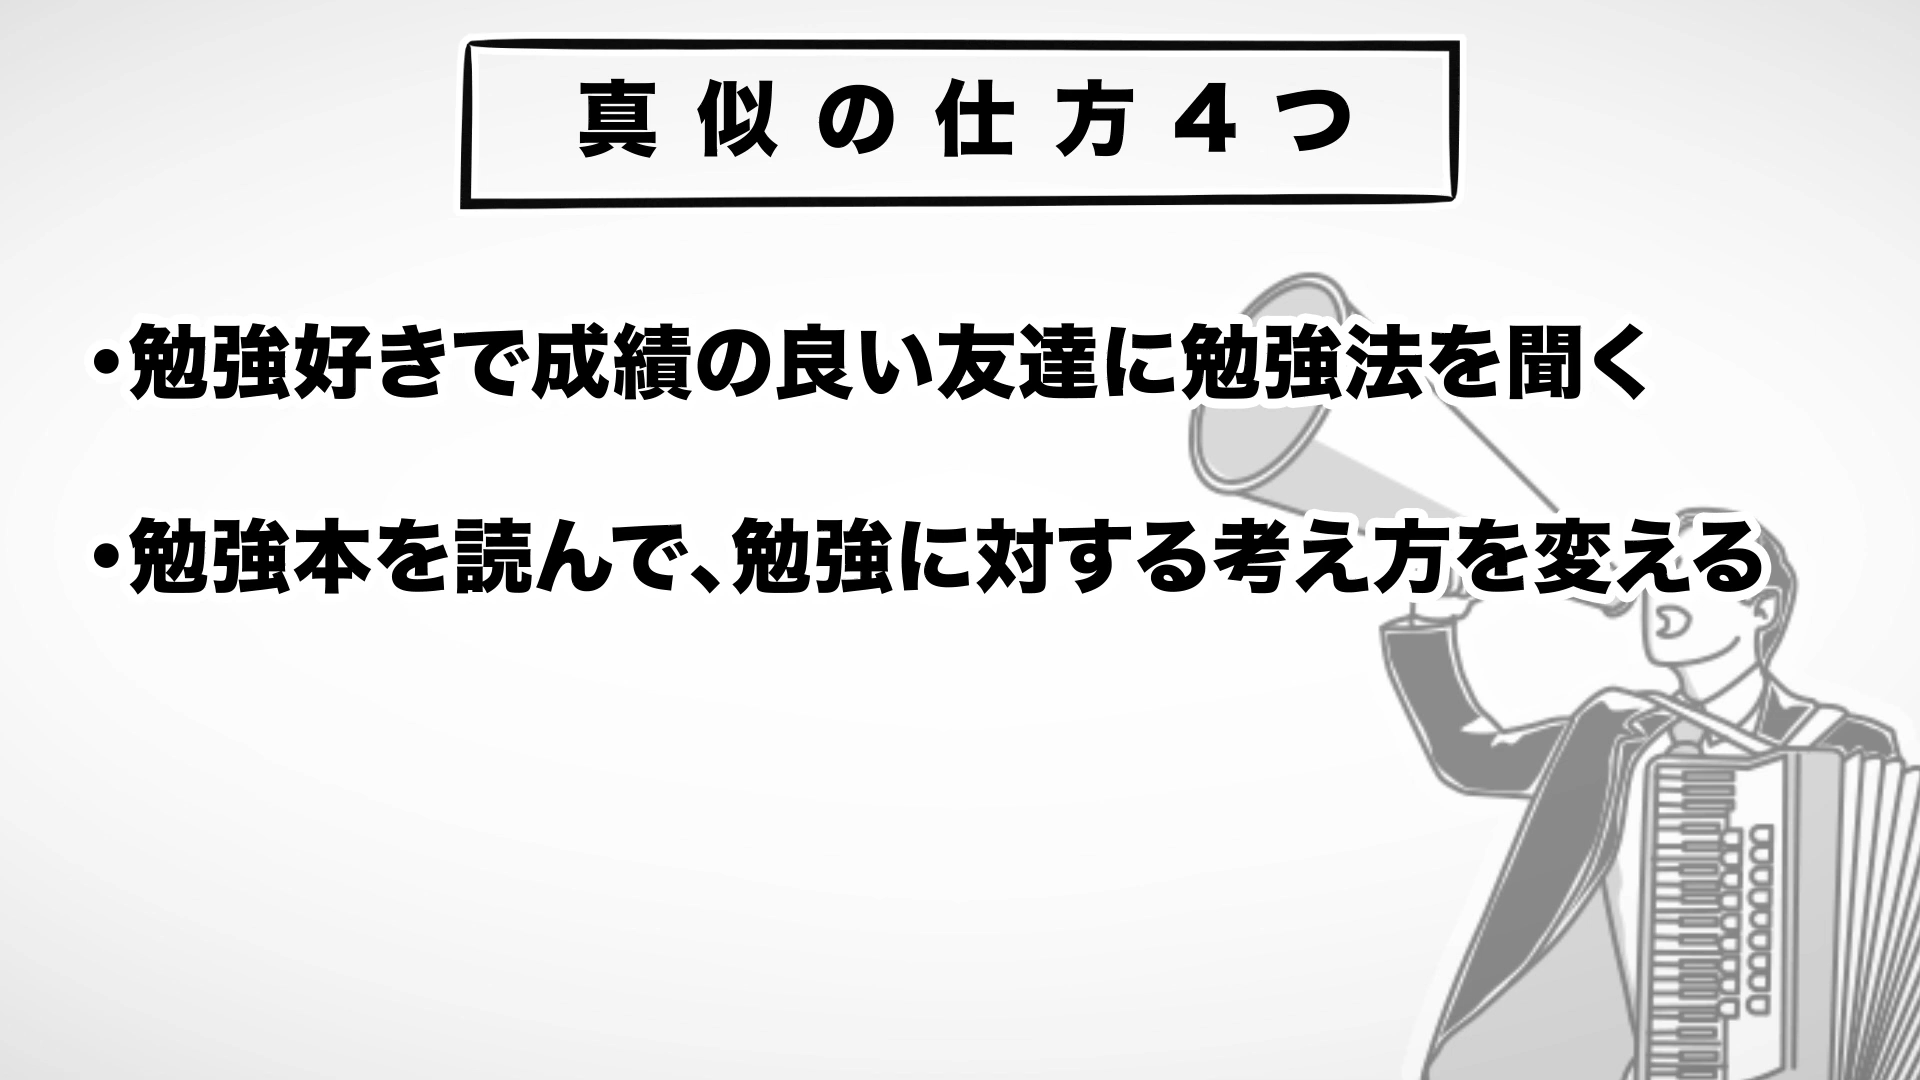 真似の仕方4つ
・勉強好きで成績の良い友達に勉強法を聞く
・勉強本を読んで、勉強に対する考え方を変える